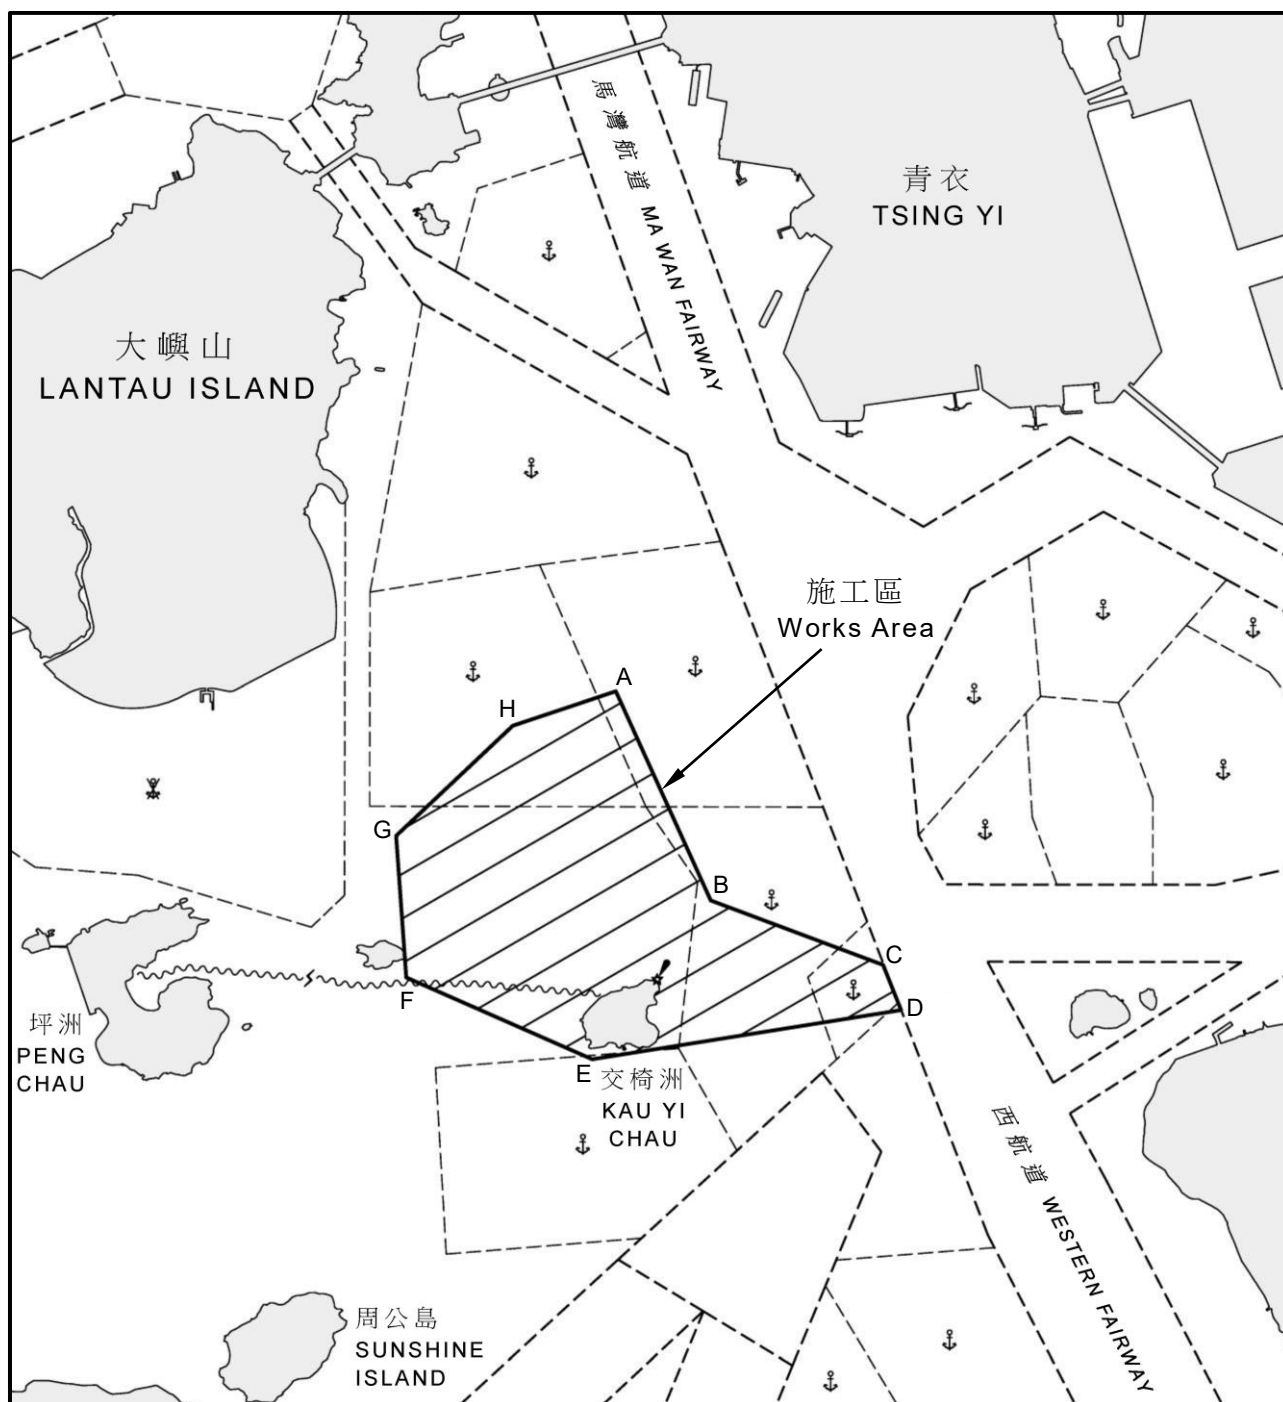 馬灣航道 MA WAN FAIRWAY
青衣
TSING YI
大嶼山
LANTAU ISLAND
施工區
Works Area
A
H
G
B
C
D
F
E
坪洲
PENG
CHAU
交椅洲
KAU YI
CHAU
西航道 WESTERN FAIRWAY
周公島
SUNSHINE
ISLAND